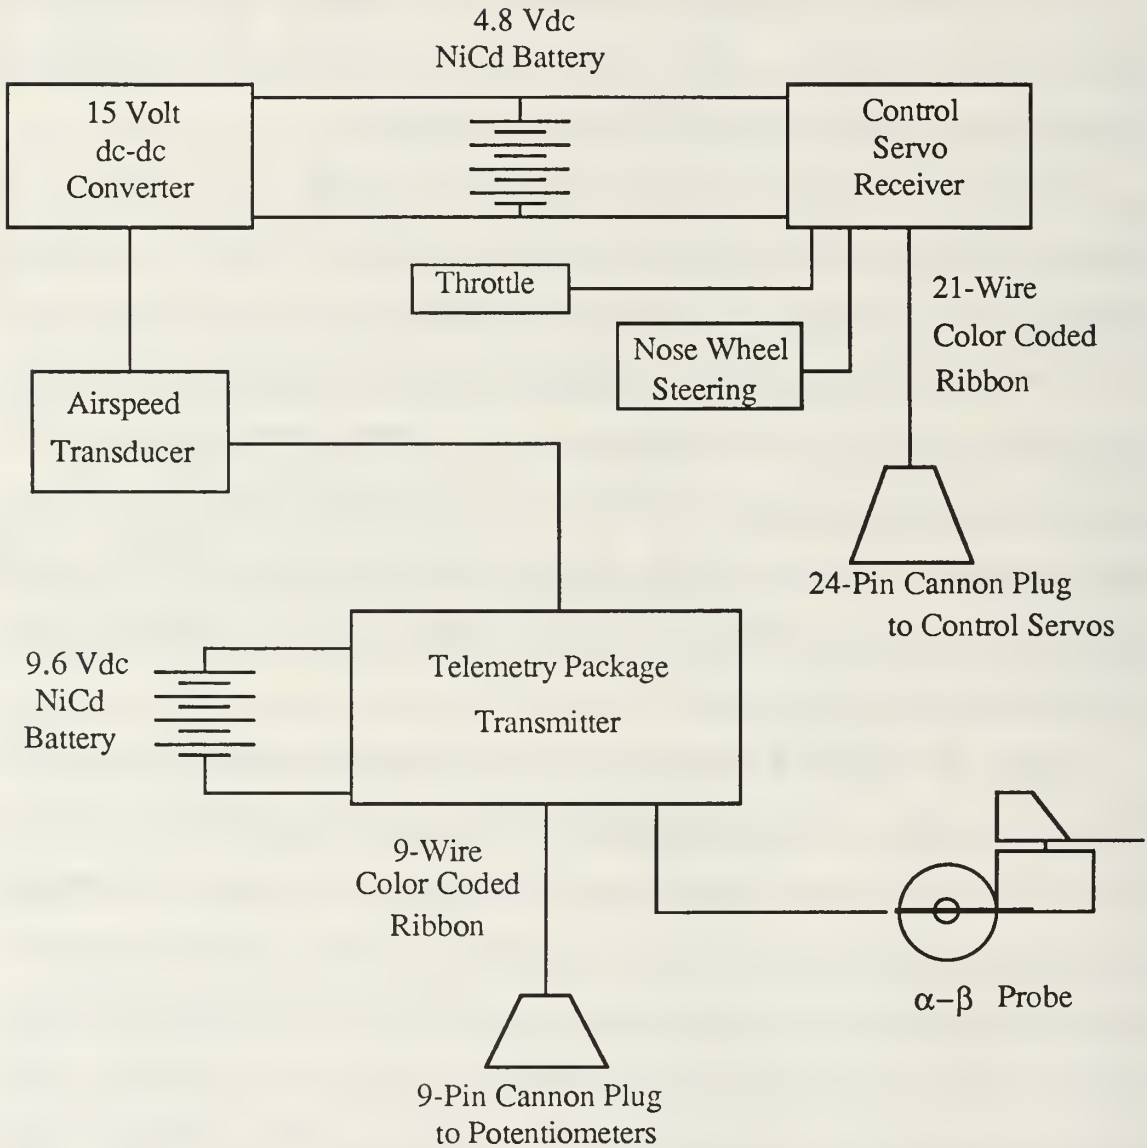 4.8 Vdc
NiCd Battery
15 Volt
dc-dc
Converter
Control
Servo
Receiver
Throttle
Nose Wheel
Steering
21-Wire
Color Coded
Ribbon
Airspeed
Transducer
24-Pin Cannon Plug
to Control Servos
9.6 Vdc
NiCd
Battery
Telemetry Package
Transmitter
9-Wire
Color Coded
Ribbon
α–β Probe
9-Pin Cannon Plug
to Potentiometers